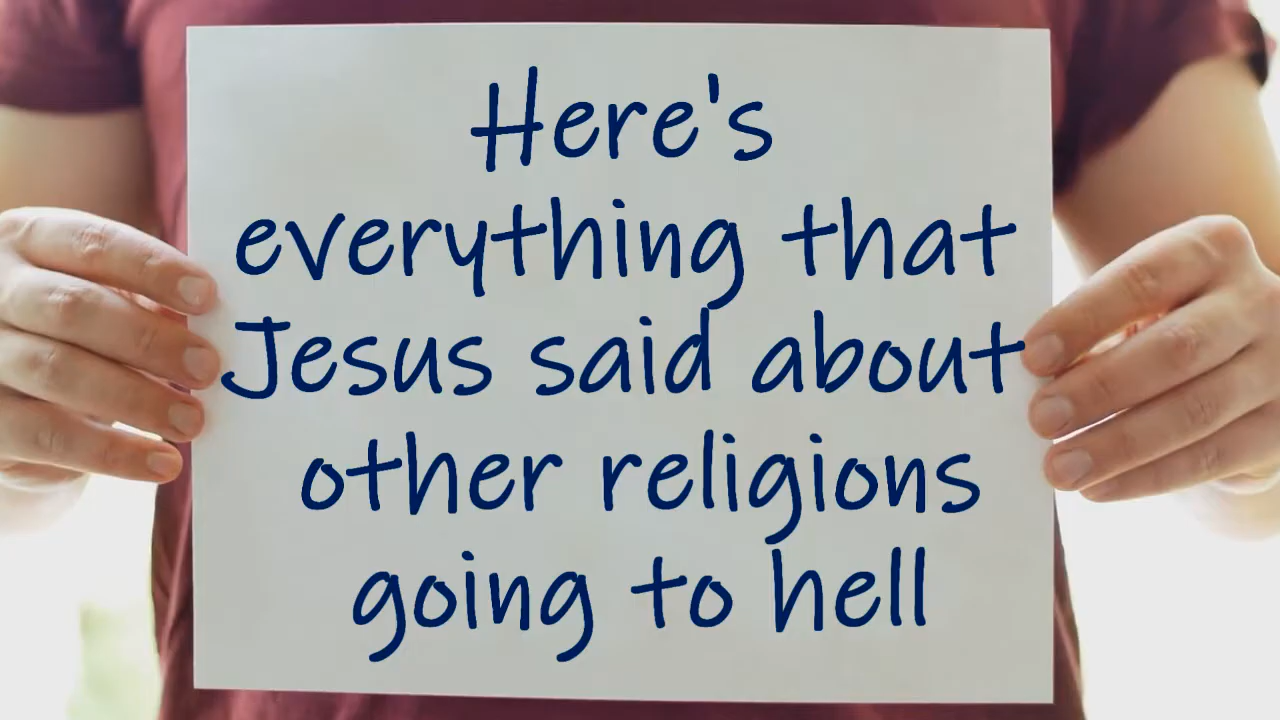 Here's
everything that
Jesus said about
other religions
going to hell